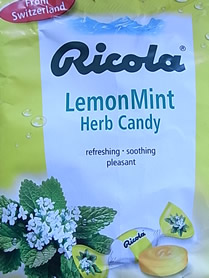 From
Switzerland
Ricola
LemonMint
Herb Candy
refreshing · soothing
pleasant
Ricola